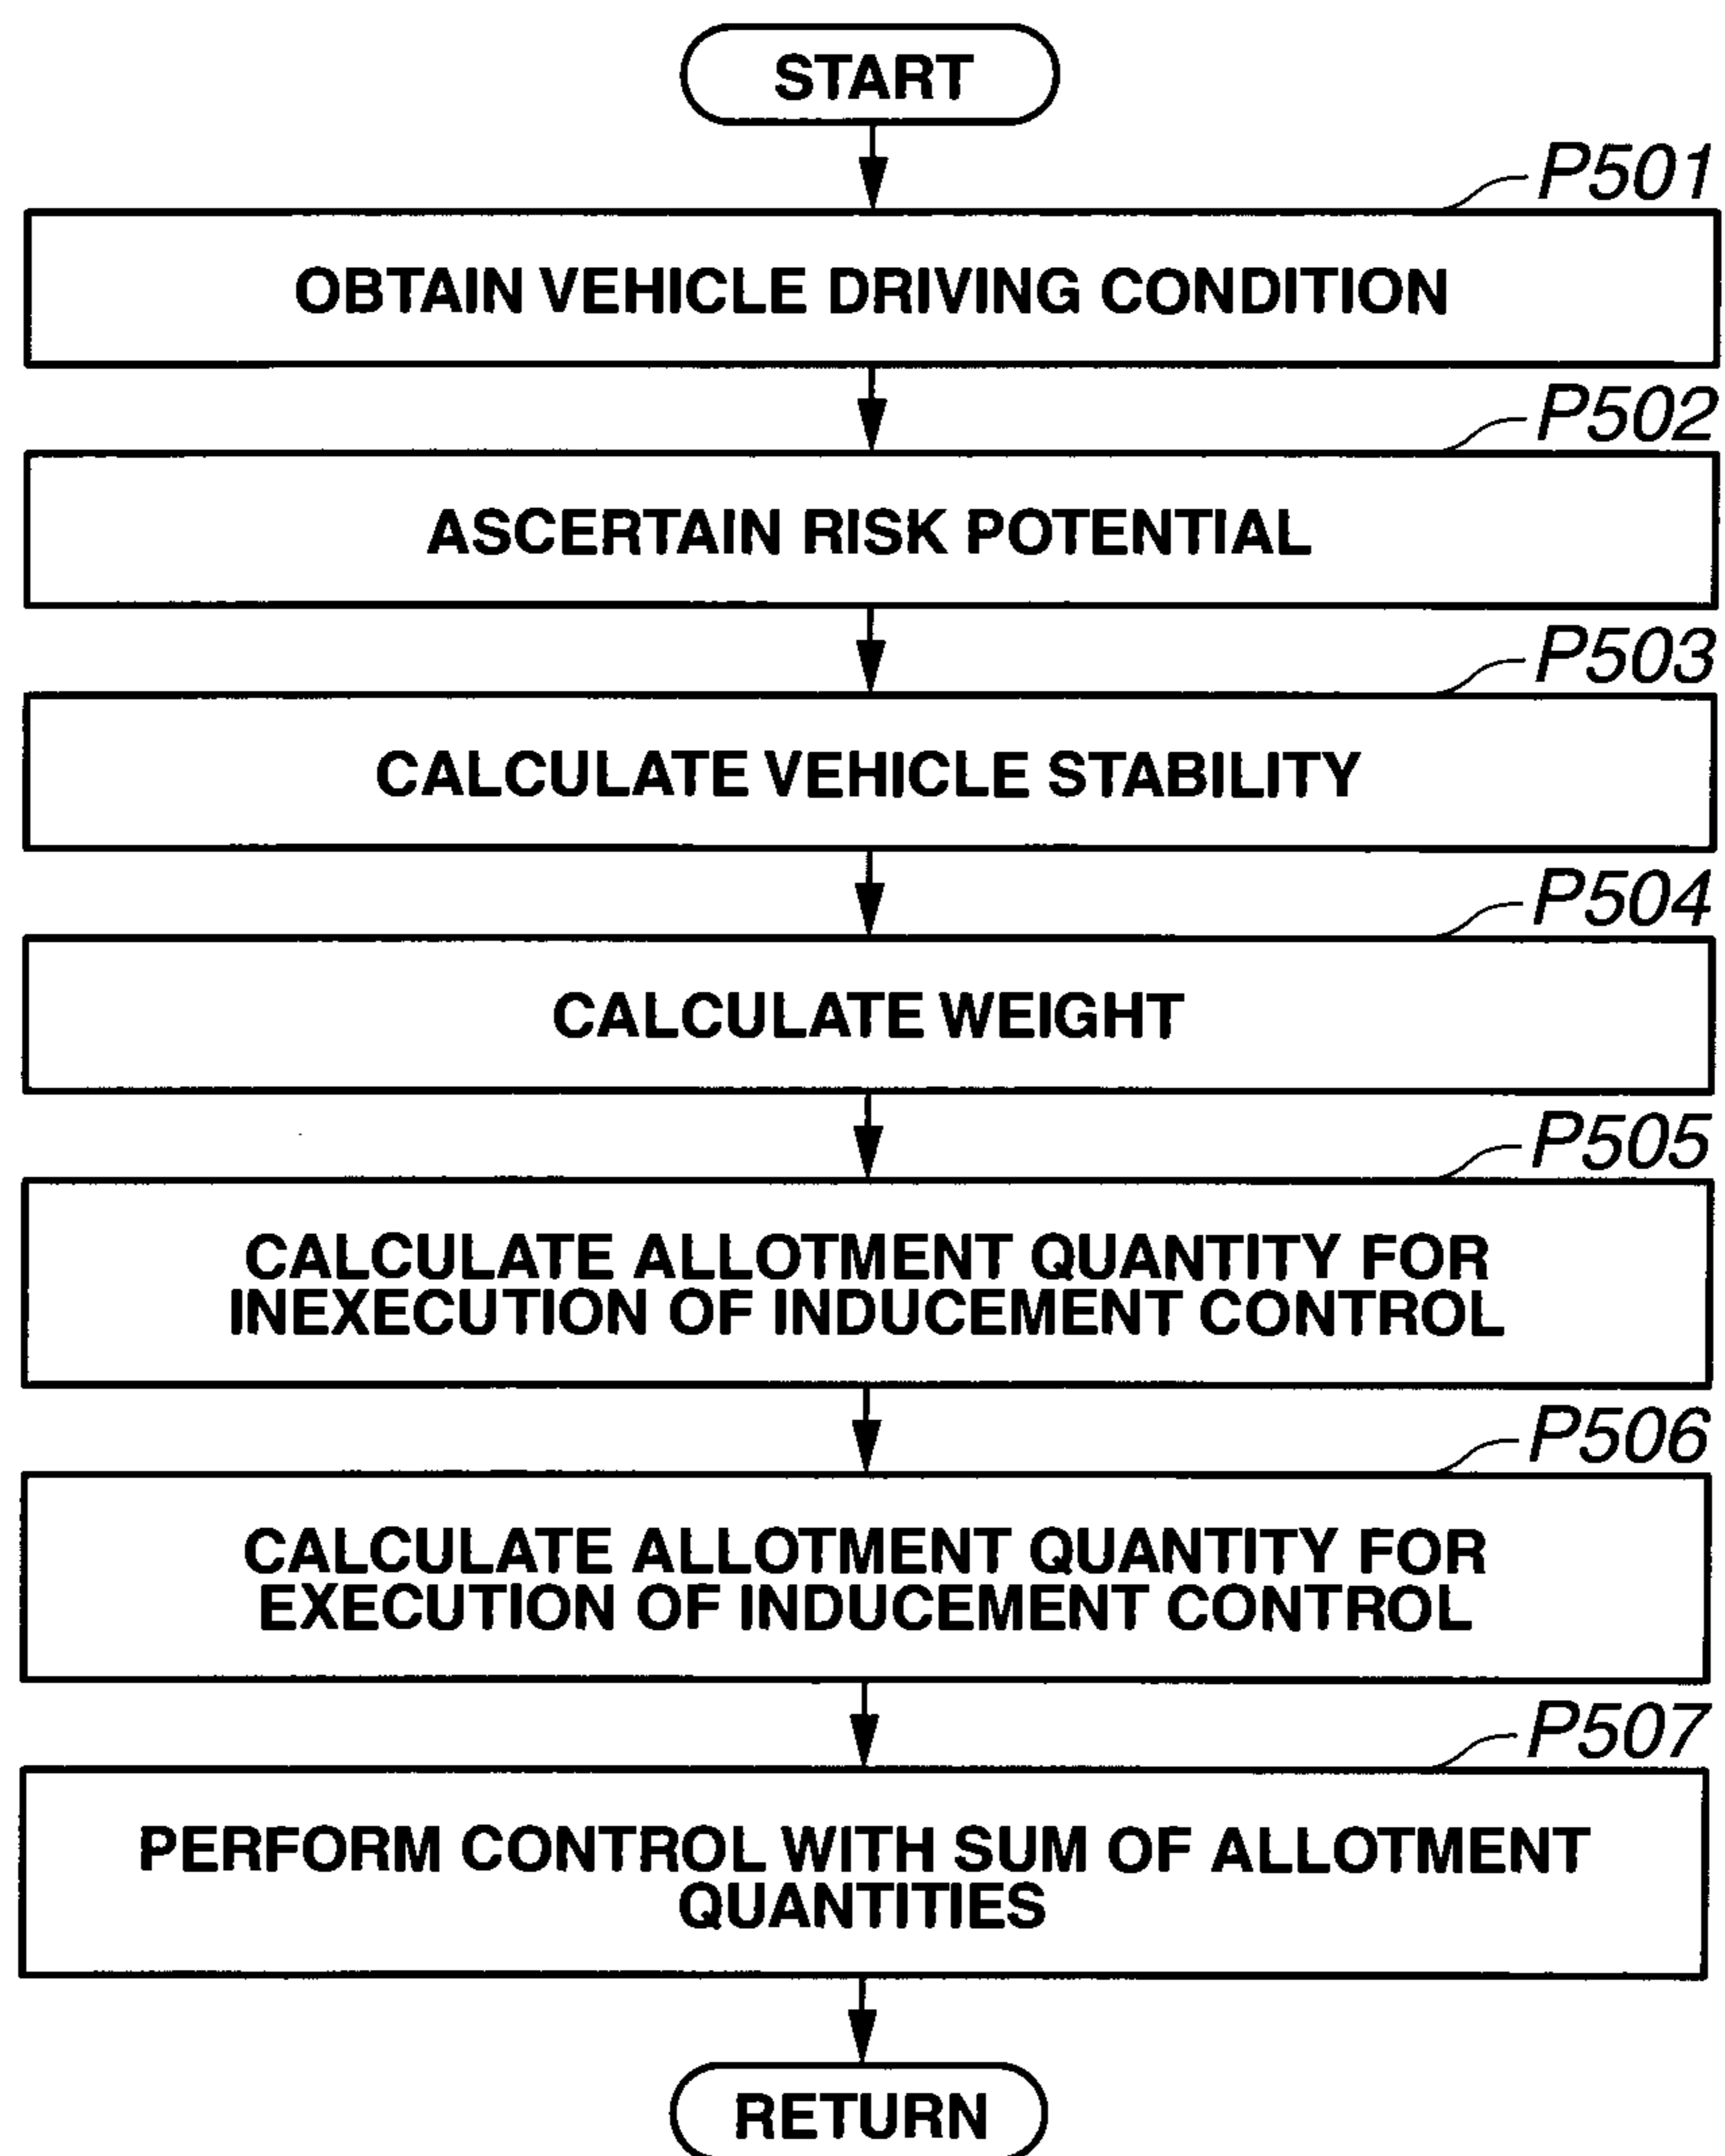 START
P501
OBTAIN VEHICLE DRIVING CONDITION
P502
ASCERTAIN RISK POTENTIAL
P503
CALCULATE VEHICLE STABILITY
P504
CALCULATE WEIGHT
P505
CALCULATE ALLOTMENT QUANTITY FOR
INEXECUTION OF INDUCEMENT CONTROL
P506
CALCULATE ALLOTMENT QUANTITY FOR
EXECUTION OF INDUCEMENT CONTROL
P507
PERFORM CONTROL WITH SUM OF ALLOTMENT
QUANTITIES
RETURN